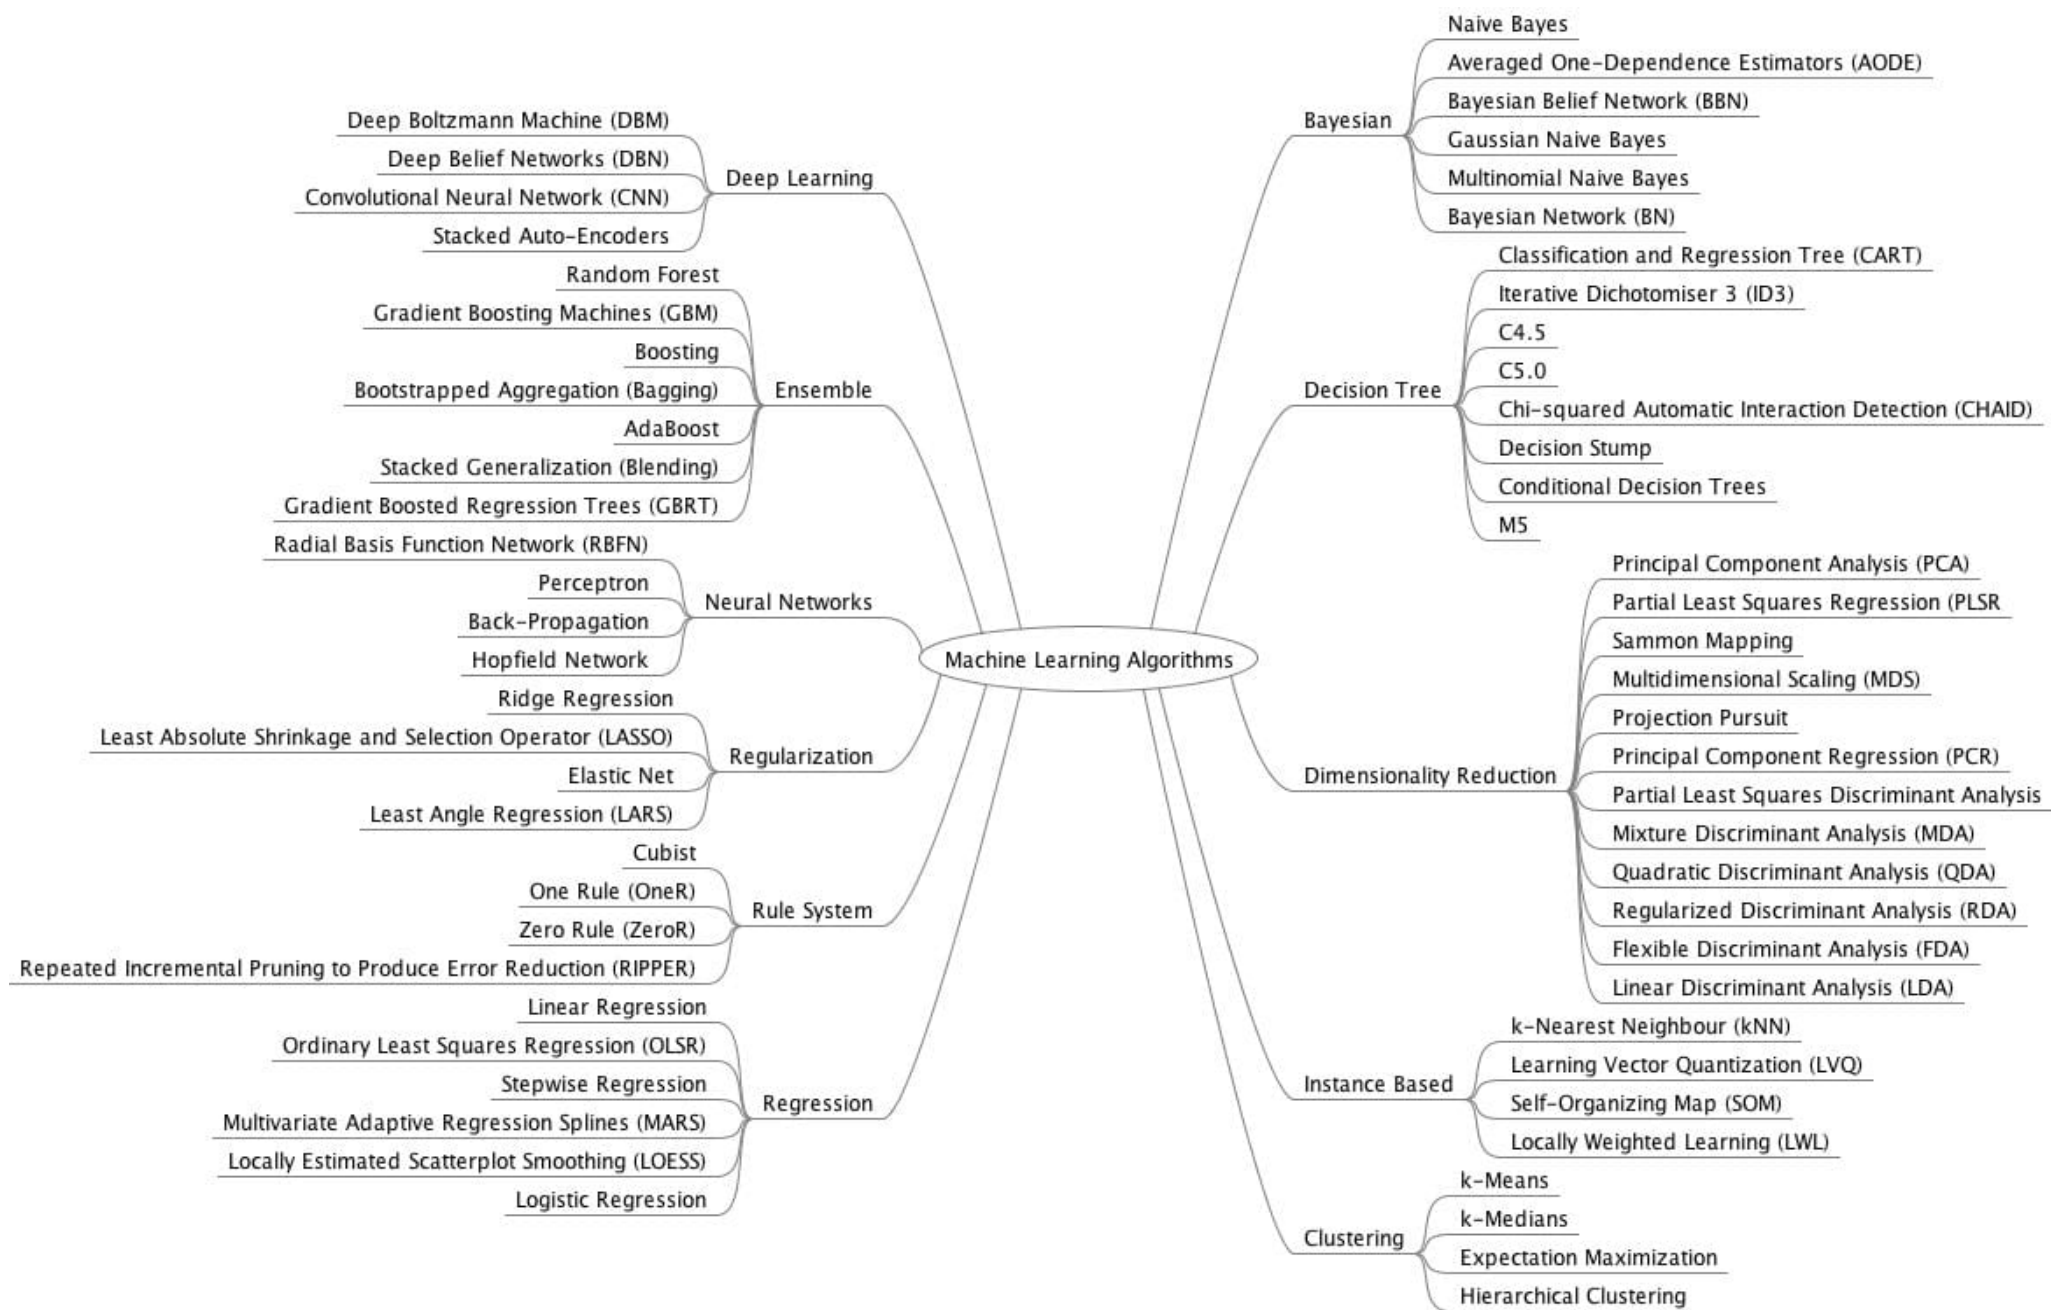 Machine Learning Algorithms
Deep Learning
Deep Boltzmann Machine (DBM)
Deep Belief Networks (DBN)
Convolutional Neural Network (CNN)
Stacked Auto-Encoders
Ensemble
Random Forest
Gradient Boosting Machines (GBM)
Boosting
Bootstrapped Aggregation (Bagging)
AdaBoost
Stacked Generalization (Blending)
Gradient Boosted Regression Trees (GBRT)
Neural Networks
Radial Basis Function Network (RBFN)
Perceptron
Back-Propagation
Hopfield Network
Regularization
Ridge Regression
Least Absolute Shrinkage and Selection Operator (LASSO)
Elastic Net
Least Angle Regression (LARS)
Rule System
Cubist
One Rule (OneR)
Zero Rule (ZeroR)
Repeated Incremental Pruning to Produce Error Reduction (RIPPER)
Regression
Linear Regression
Ordinary Least Squares Regression (OLSR)
Stepwise Regression
Multivariate Adaptive Regression Splines (MARS)
Locally Estimated Scatterplot Smoothing (LOESS)
Logistic Regression
Bayesian
Naive Bayes
Averaged One-Dependence Estimators (AODE)
Bayesian Belief Network (BBN)
Gaussian Naive Bayes
Multinomial Naive Bayes
Bayesian Network (BN)
Decision Tree
Classification and Regression Tree (CART)
Iterative Dichotomiser 3 (ID3)
C4.5
C5.0
Chi-squared Automatic Interaction Detection (CHAID)
Decision Stump
Conditional Decision Trees
M5
Dimensionality Reduction
Principal Component Analysis (PCA)
Partial Least Squares Regression (PLSR
Sammon Mapping
Multidimensional Scaling (MDS)
Projection Pursuit
Principal Component Regression (PCR)
Partial Least Squares Discriminant Analysis
Mixture Discriminant Analysis (MDA)
Quadratic Discriminant Analysis (QDA)
Regularized Discriminant Analysis (RDA)
Flexible Discriminant Analysis (FDA)
Linear Discriminant Analysis (LDA)
Instance Based
k-Nearest Neighbour (kNN)
Learning Vector Quantization (LVQ)
Self-Organizing Map (SOM)
Locally Weighted Learning (LWL)
Clustering
k-Means
k-Medians
Expectation Maximization
Hierarchical Clustering